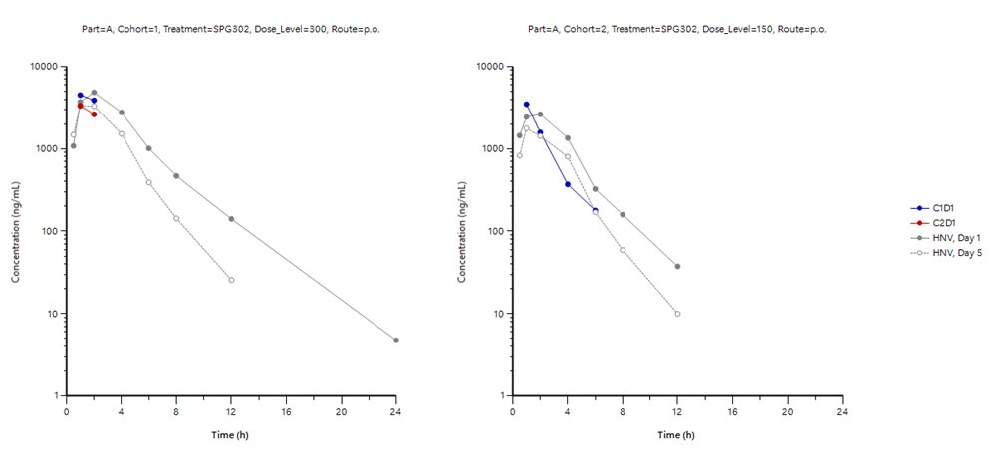 Part=A, Cohort=1, Treatment=SPG302, Dose_Level=300, Route=p.o.
10000
1000
100
10
1
Concentration (ng/mL)
0 4 8 12 16 20 24
Time (h)
Part=A, Cohort=2, Treatment=SPG302, Dose_Level=150, Route=p.o.
10000
1000
100
10
1
Concentration (ng/mL)
0 4 8 12 16 20 24
Time (h)
C1D1
C2D1
HNV, Day 1
HNV, Day 5